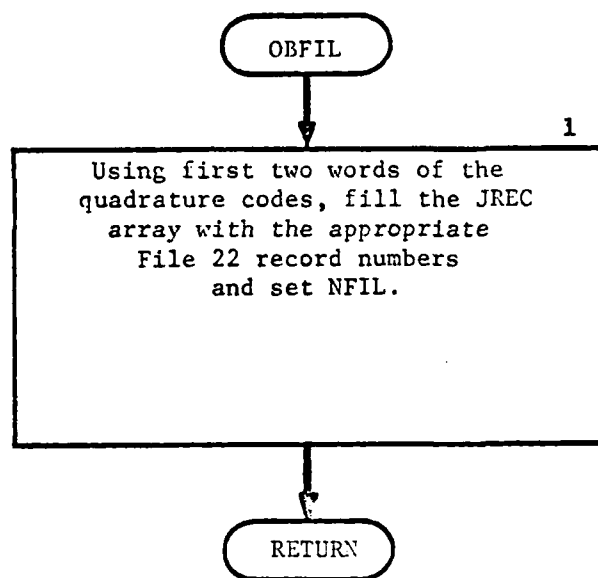 OBFIL
1
Using first two words of the
quadrature codes, fill the JREC
array with the appropriate
File 22 record numbers
and set NFIL.
RETURN